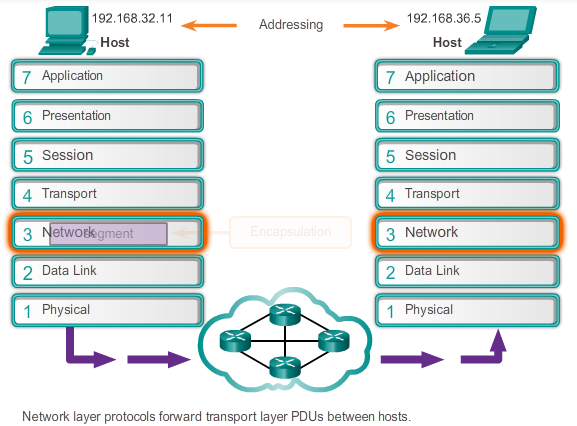 192.168.32.11
Addressing
192.168.36.5
Host
Host
7 Application
7 Application
6 Presentation
6 Presentation
5 Session
5 Session
4 Transport
4 Transport
3 Network
segment
Encapsulation
3 Network
2 Data Link
2 Data Link
1 Physical
1 Physical
Network layer protocols forward transport layer PDUs between hosts.